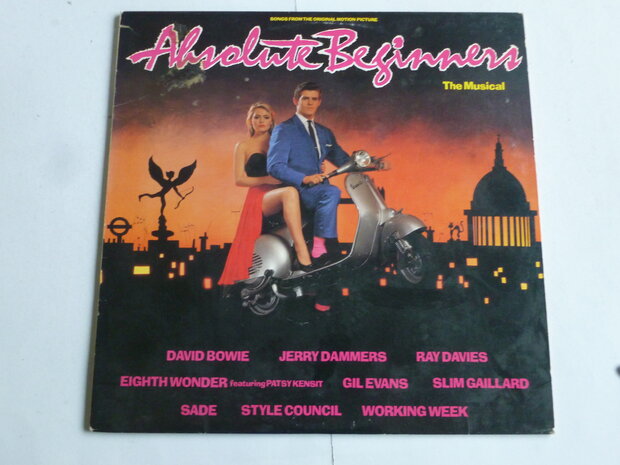 SONGS FROM THE ORIGINAL MOTION PICTURE
Absolute Beginners
The Musical
DAVID BOWIE JERRY DAMMERS RAY DAVIES
EIGHTH WONDER featuring PATSY KENSIT GIL EVANS SLIM GAILLARD
SADE STYLE COUNCIL WORKING WEEK